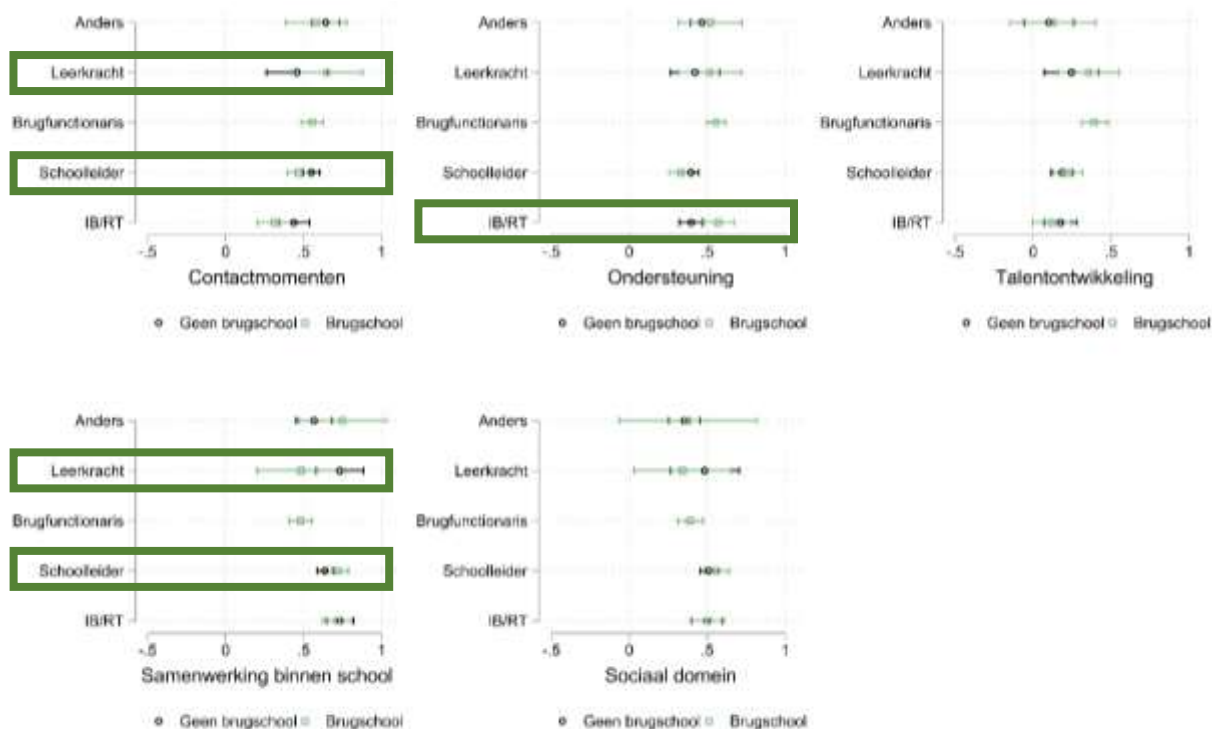 Anders
Leerkracht
Brugfunctionaris
Schoolleider
IB/RT
-.5 0 .5 1
Contactmomenten
Geen brugschool Brugschool
Anders
Leerkracht
Brugfunctionaris
Schoolleider
IB/RT
-.5 0 .5 1
Ondersteuning
Geen brugschool Brugschool
Anders
Leerkracht
Brugfunctionaris
Schoolleider
IB/RT
-.5 0 .5 1
Talentontwikkeling
Geen brugschool Brugschool
Anders
Leerkracht
Brugfunctionaris
Schoolleider
IB/RT
-.5 0 .5 1
Samenwerking binnen school
Geen brugschool Brugschool
Anders
Leerkracht
Brugfunctionaris
Schoolleider
IB/RT
-.5 0 .5 1
Sociaal domein
Geen brugschool Brugschool